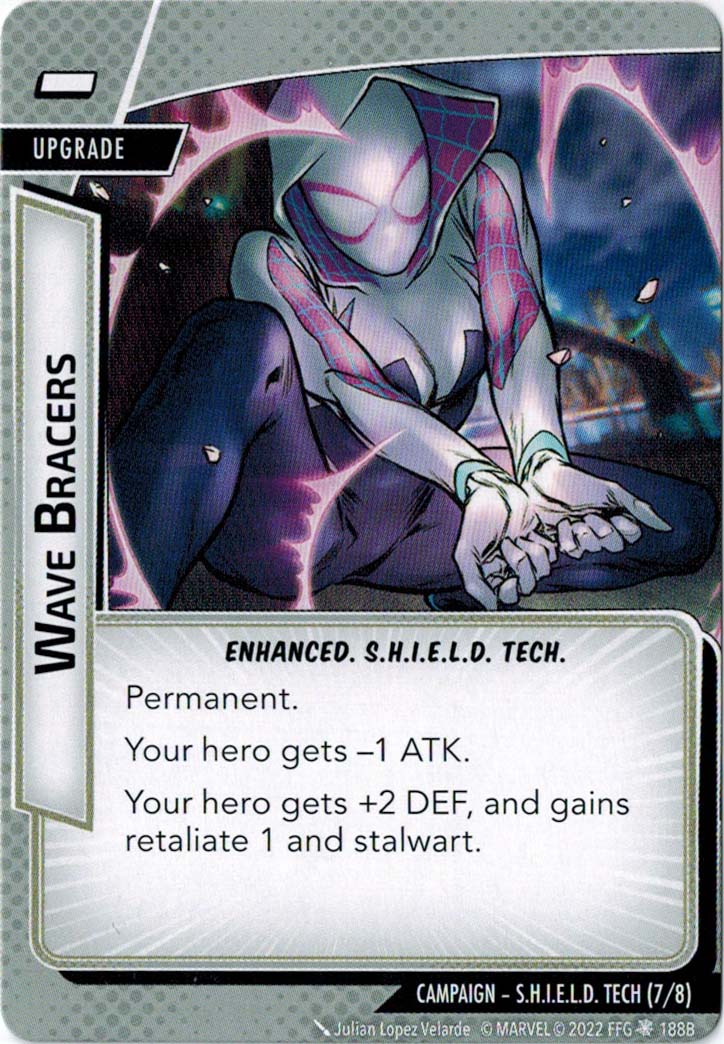 UPGRADE
WAVE BRACERS
ENHANCED. S.H.I.E.L.D. TECH.
Permanent.
Your hero gets –1 ATK.
Your hero gets +2 DEF, and gains
retaliate 1 and stalwart.
CAMPAIGN – S.H.I.E.L.D. TECH (7/8)
Julian Lopez Velarde © MARVEL © 2022 FFG 188B